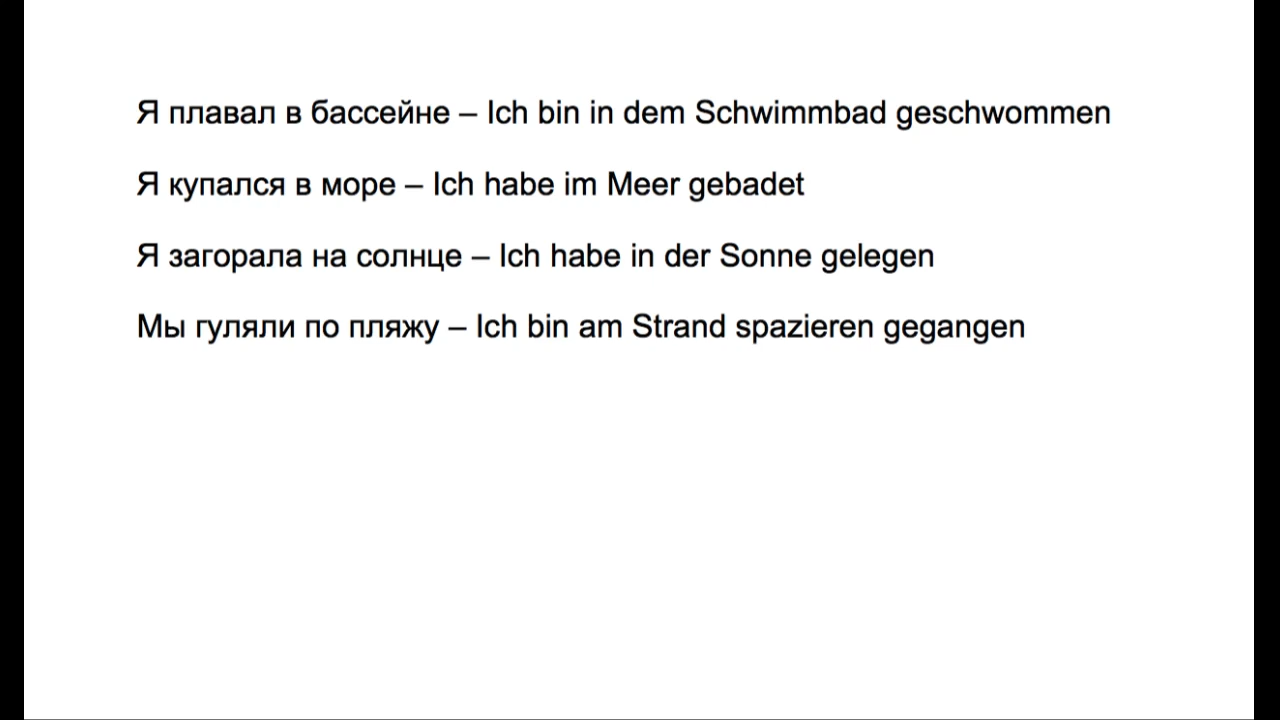 Я плавал в бассейне – Ich bin in dem Schwimmbad geschwommen
Я купался в море – Ich habe im Meer gebadet
Я загорала на солнце – Ich habe in der Sonne gelegen
Мы гуляли по пляжу – Ich bin am Strand spazieren gegangen